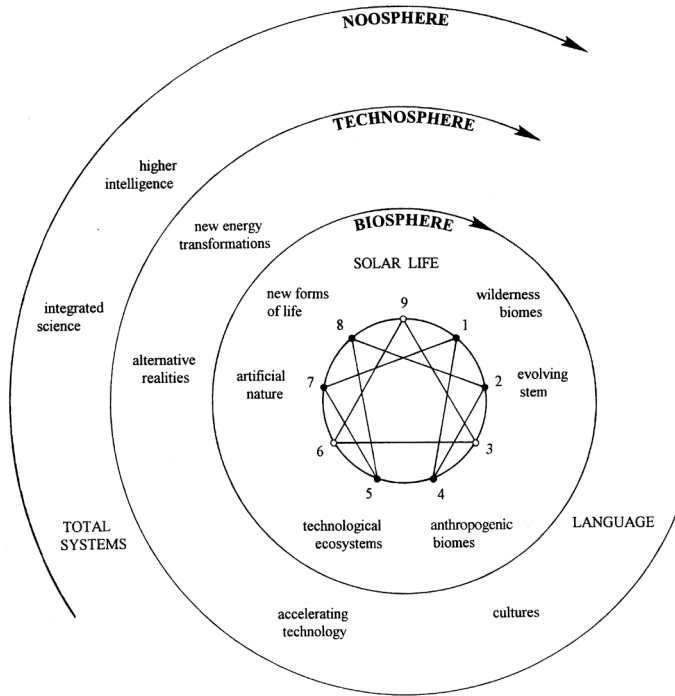 NOOSPHERE
TECHNOSPHERE
higher
intelligence
new energy
transformations
BIOSPHERE
SOLAR LIFE
new forms
of life
wilderness
biomes
9
8
1
integrated
science
alternative
realities
artificial
nature
7
2
evolving
stem
6
3
5
4
TOTAL
SYSTEMS
technological
ecosystems
anthropogenic
biomes
LANGUAGE
accelerating
technology
cultures